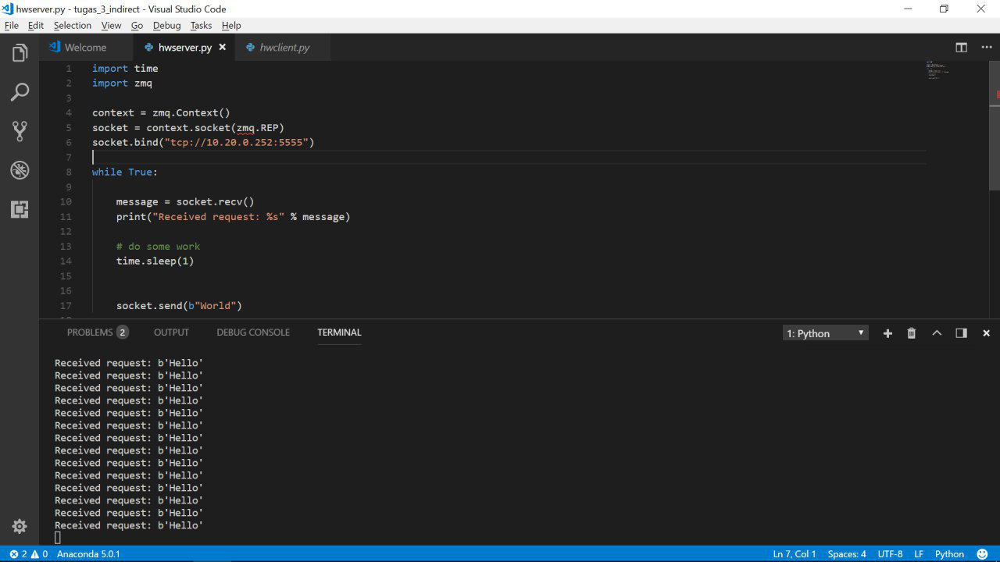 hwserver.py - tugas_3_indirect - Visual Studio Code
File Edit Selection View Go Debug Tasks Help
Welcome hwserver.py hwclient.py
1 import time
2 import zmq
3
4 context = zmq.Context()
5 socket = context.socket(zmq.REP)
6 socket.bind("tcp://10.20.0.252:5555")
7
8 while True:
9
10 message = socket.recv()
11 print("Received request: %s" % message)
12
13 # do some work
14 time.sleep(1)
15
16
17 socket.send(b"World")
PROBLEMS 2 OUTPUT DEBUG CONSOLE TERMINAL 1: Python
Received request: b'Hello'
Received request: b'Hello'
Received request: b'Hello'
Received request: b'Hello'
Received request: b'Hello'
Received request: b'Hello'
Received request: b'Hello'
Received request: b'Hello'
Received request: b'Hello'
Received request: b'Hello'
Received request: b'Hello'
Received request: b'Hello'
Received request: b'Hello'
Received request: b'Hello'
2 0 Anaconda 5.0.1 Ln 7, Col 1 Spaces: 4 UTF-8 LF Python